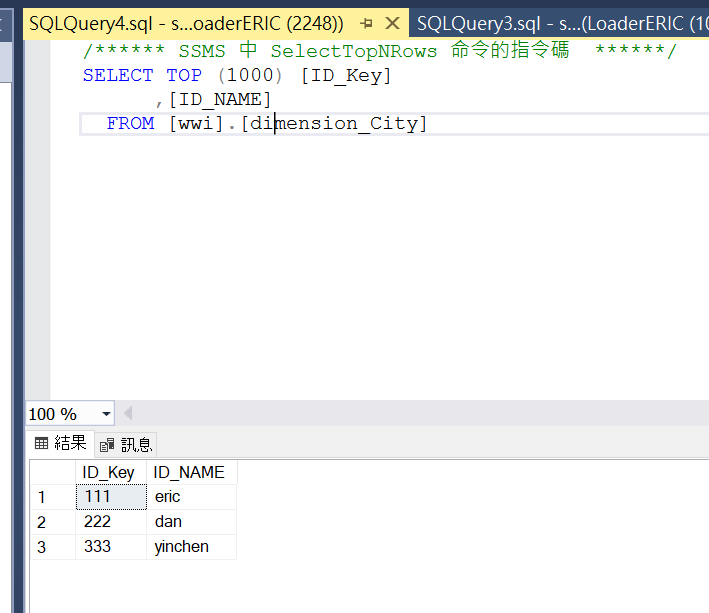 SQLQuery4.sql - s...oaderERIC (2248))
SQLQuery3.sql - s...(LoaderERIC (10
/****** SSMS 中 SelectTopNRows 命令的指令碼  ******/
SELECT TOP (1000) [ID_Key]
,[ID_NAME]
FROM [wwi].[dimension_City]
100 %
結果 訊息
ID_Key ID_NAME
1 111 eric
2 222 dan
3 333 yinchen